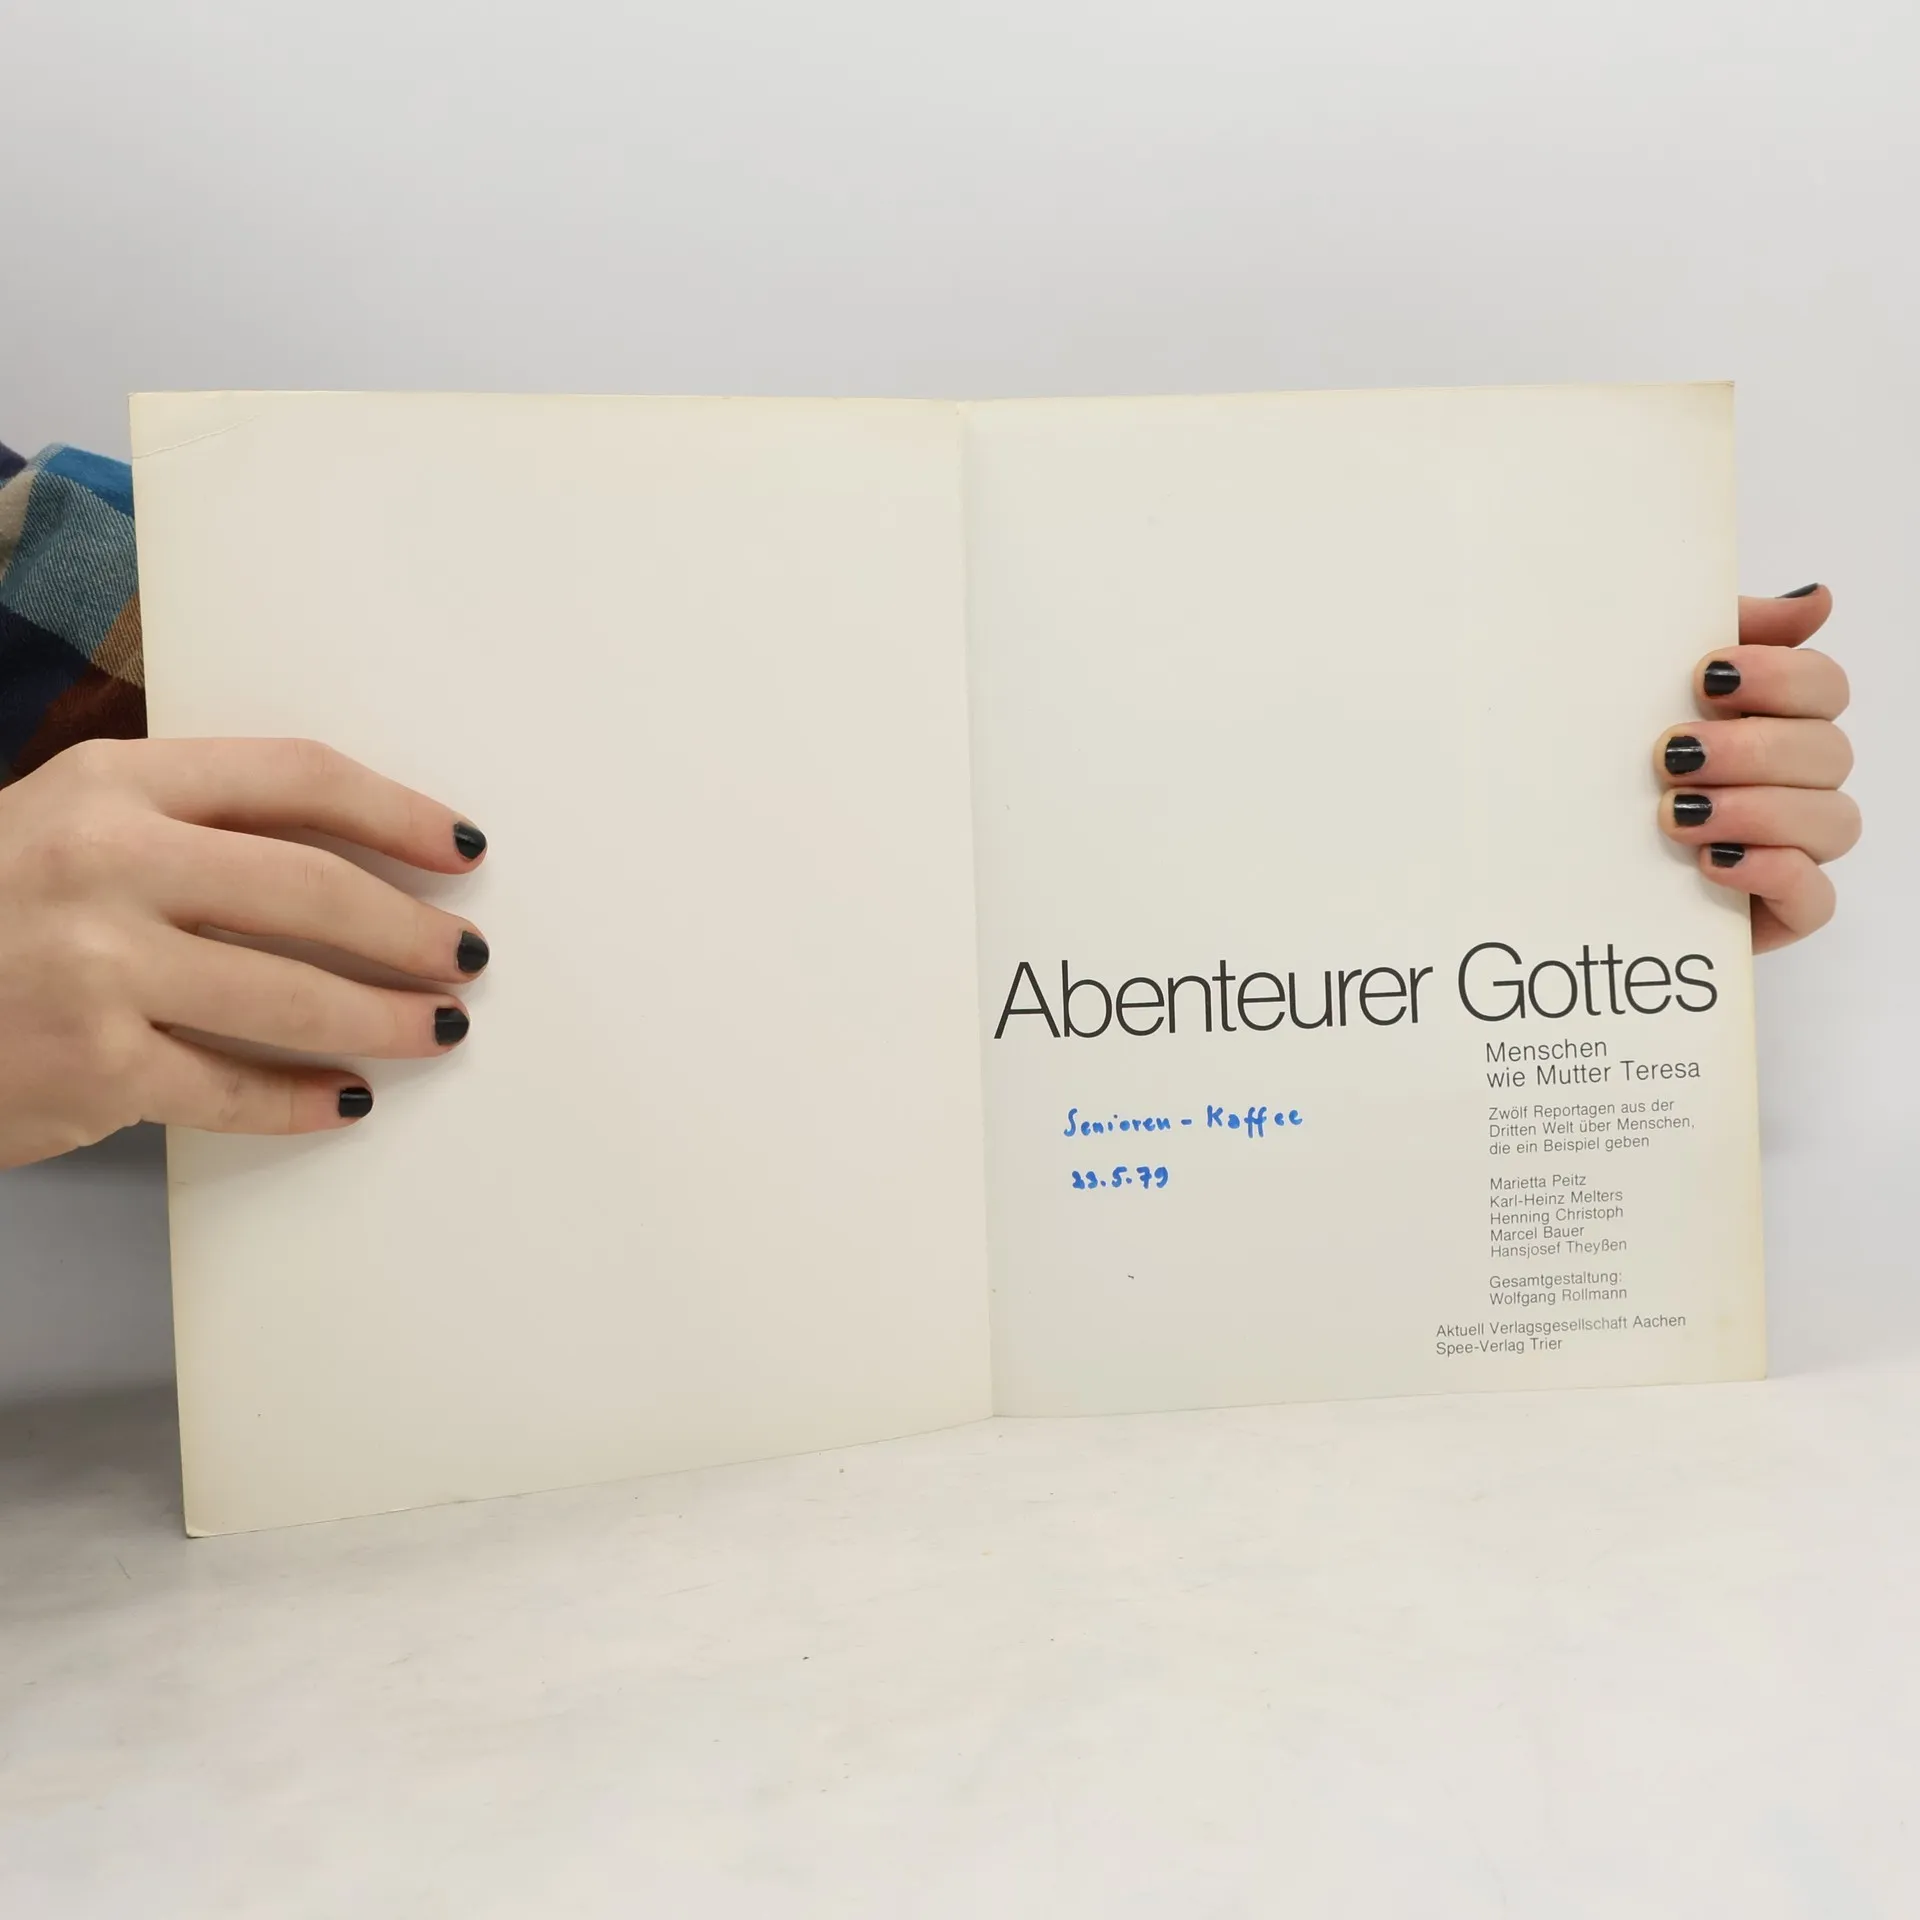 Abenteurer Gottes
Menschen
wie Mutter Teresa
Zwölf Reportagen aus der
Dritten Welt über Menschen,
die ein Beispiel geben
Senioren - Kaffee
23.5.79
Marietta Peitz
Karl-Heinz Melters
Henning Christoph
Marcel Bauer
Hansjosef Theyßen
Gesamtgestaltung:
Wolfgang Rollmann
Aktuell Verlagsgesellschaft Aachen
Spee-Verlag Trier